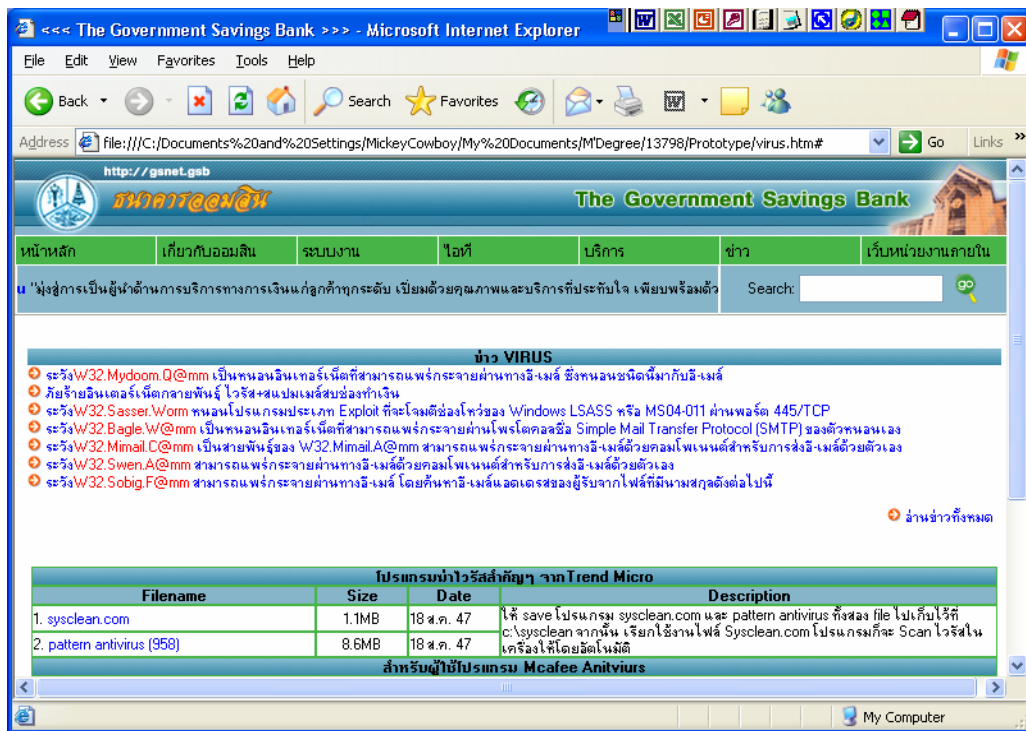 <<< The Government Savings Bank >>> - Microsoft Internet Explorer
File Edit View Favorites Tools Help
Back Search Favorites
Address file:///C:/Documents%20and%20Settings/MickeyCowboy/My%20Documents/M'Degree/13798/Prototype/virus.htm# Go Links »
http://gsnet.gsb
ธนาคารออมสิน The Government Savings Bank
หน้าหลัก เกี่ยวกับออมสิน ระบบงาน ไอที บริการ ข่าว เว็บหน่วยงานภายใน
น "มุ่งสู่การเป็นผู้นำด้านการบริการทางการเงินแก่ลูกค้าทุกระดับ เปี่ยมด้วยคุณภาพและบริการที่ประทับใจ เพียบพร้อมด้ว Search: go
ข่าว VIRUS
ระวังW32.Mydoom.Q@mm เป็นหนอนอินเทอร์เน็ตที่สามารถแพร่กระจายผ่านทางอี-เมล์ ซึ่งหนอนชนิดนี้มากับอี-เมล์
ภัยร้ายอินเตอร์เน็ตกลายพันธุ์ ไวรัส+สแปมเมล์สบช่องทำเงิน
ระวังW32.Sasser.Worm หนอนโปรแกรมประเภท Exploit ที่จะโจมตีช่องโหว่ของ Windows LSASS หรือ MS04-011 ผ่านพอร์ต 445/TCP
ระวังW32.Bagle.W@mm เป็นหนอนอินเทอร์เน็ตที่สามารถแพร่กระจายผ่านโพรโตคอลชื่อ Simple Mail Transfer Protocol (SMTP) ของตัวหนอนเอง
ระวังW32.Mimail.C@mm เป็นสายพันธุ์ของ W32.Mimail.A@mm สามารถแพร่กระจายผ่านทางอี-เมล์ด้วยคอมโพเนนต์สำหรับการส่งอี-เมล์ด้วยตัวเอง
ระวังW32.Swen.A@mm สามารถแพร่กระจายผ่านทางอี-เมล์ด้วยคอมโพเนนต์สำหรับการส่งอี-เมล์ด้วยตัวเอง
ระวังW32.Sobig.F@mm สามารถแพร่กระจายผ่านทางอี-เมล์ โดยค้นหาอี-เมล์แอดเดรสของผู้รับจากไฟล์ที่มีนามสกุลดังต่อไปนี้
อ่านข่าวทั้งหมด
โปรแกรมฆ่าไวรัสสำคัญๆ จากTrend Micro
Filename Size Date Description
1. sysclean.com 1.1MB 18 ส.ค. 47 ให้ save โปรแกรม sysclean.com และ pattern antivirus ทั้งสอง file ไปเก็บไว้ที่
c:\sysclean จากนั้น เรียกใช้งานไฟล์ Sysclean.com โปรแกรมก็จะ Scan ไวรัสใน
2. pattern antivirus (958) 8.6MB 18 ส.ค. 47 เครื่องให้โดยอัตโนมัติ
สำหรับผู้ใช้โปรแกรม Mcafee Anitviurs
My Computer